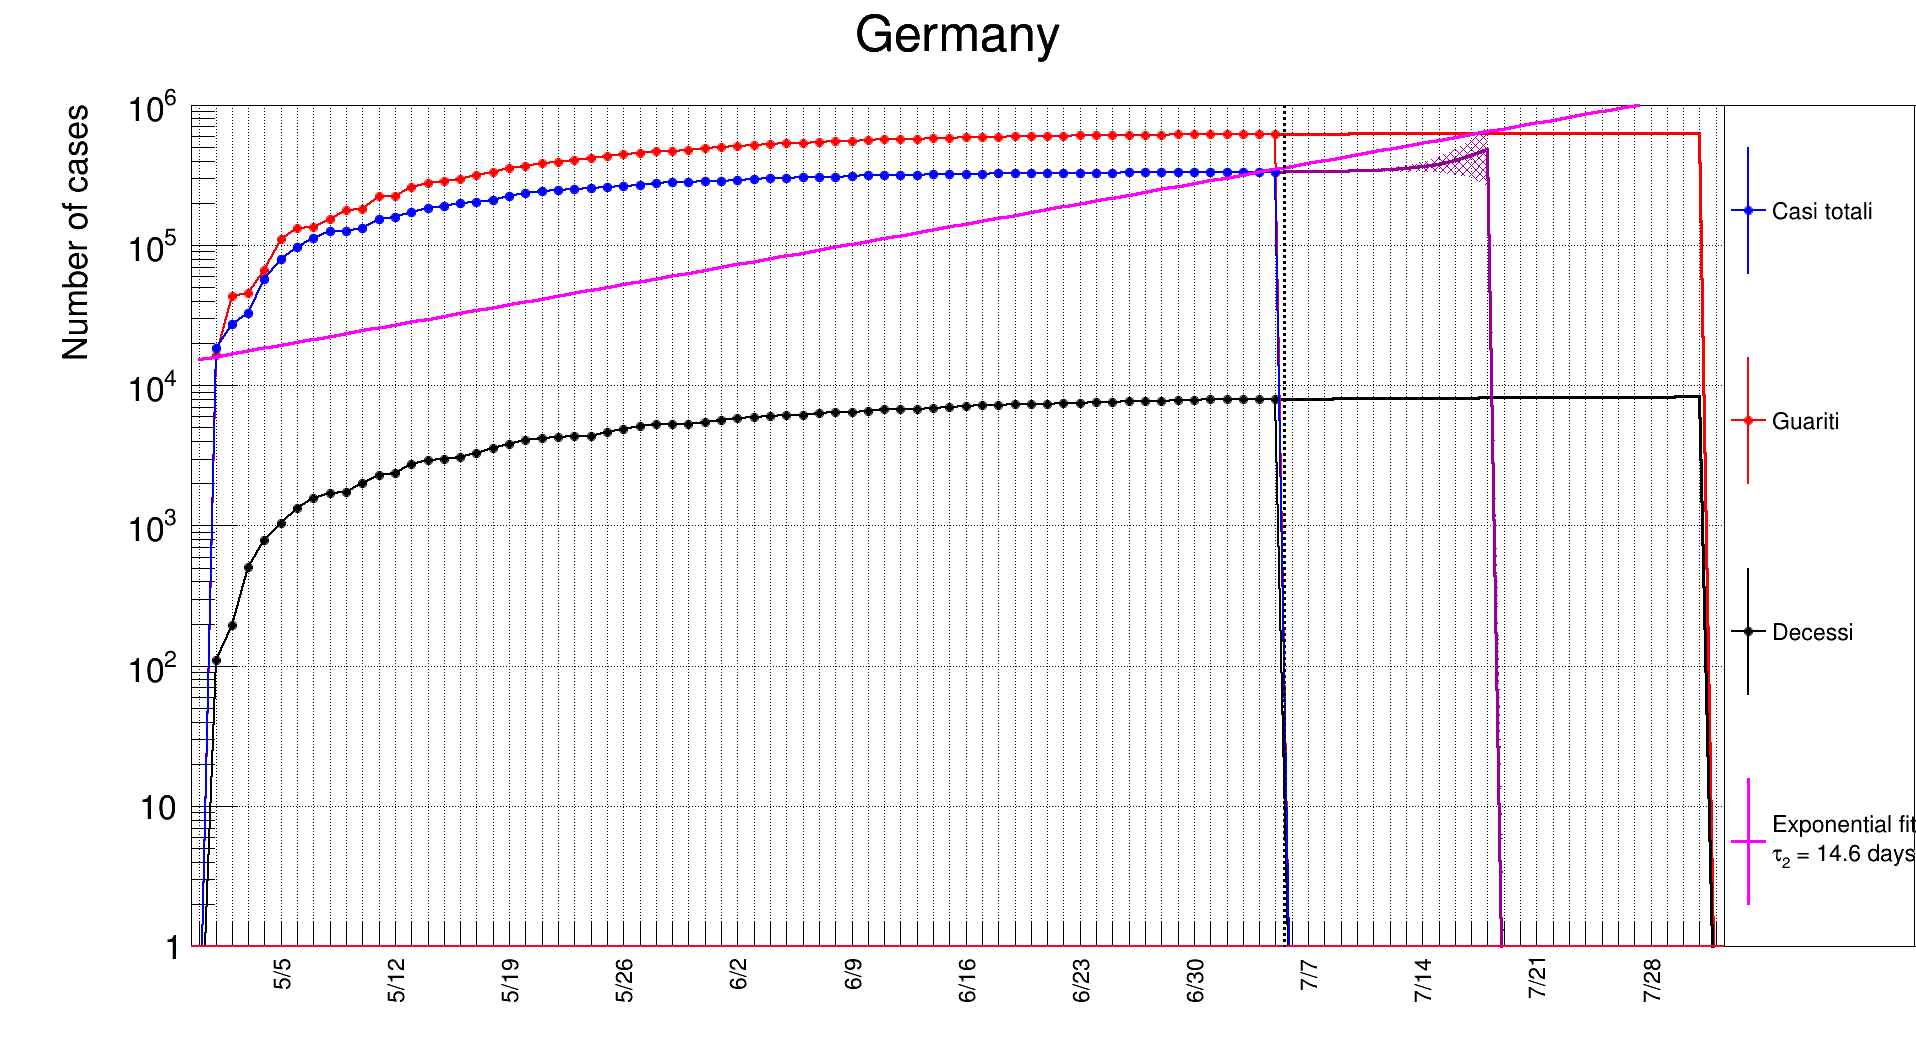 Germany
Number of cases
10^6
10^5
10^4
10^3
10^2
10
1
5/5
5/12
5/19
5/26
6/2
6/9
6/16
6/23
6/30
7/7
7/14
7/21
7/28
Casi totali
Guariti
Decessi
Exponential fit
τ₂ = 14.6 days